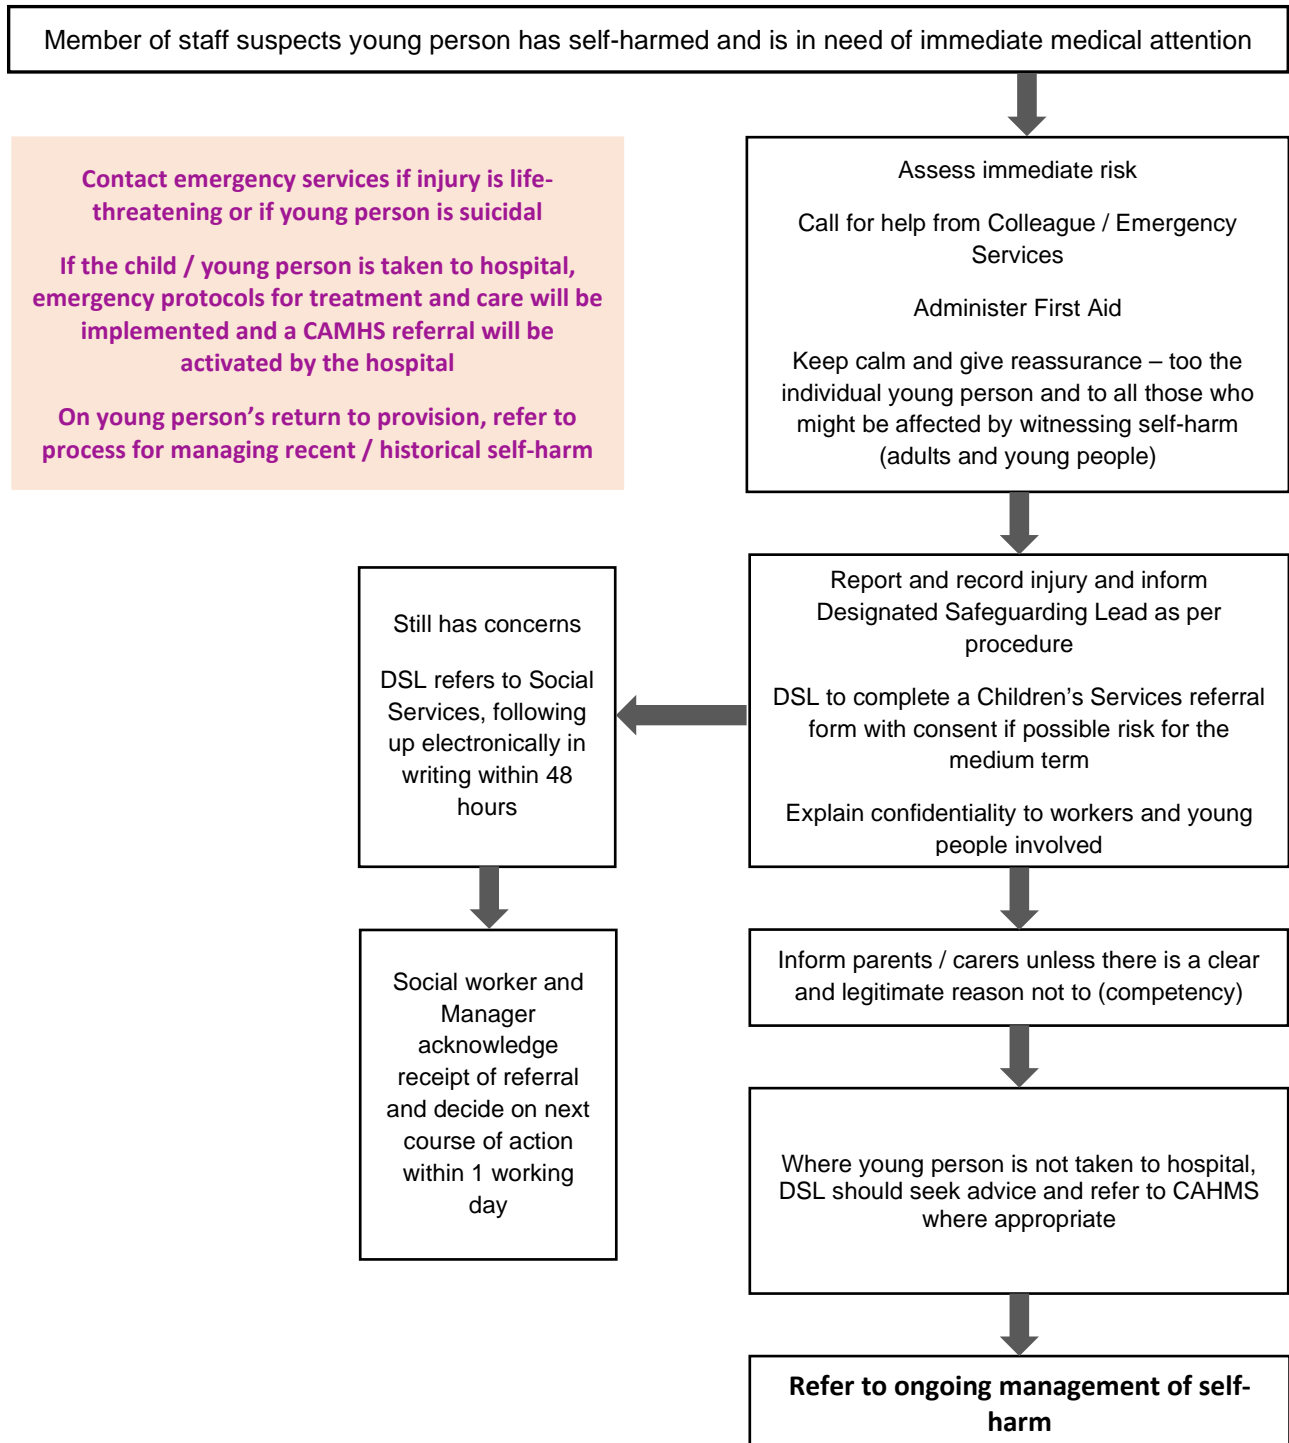 Member of staff suspects young person has self-harmed and is in need of immediate medical attention
Contact emergency services if injury is life-
threatening or if young person is suicidal
If the child / young person is taken to hospital,
emergency protocols for treatment and care will be
implemented and a CAMHS referral will be
activated by the hospital
On young person’s return to provision, refer to
process for managing recent / historical self-harm
Assess immediate risk
Call for help from Colleague / Emergency
Services
Administer First Aid
Keep calm and give reassurance – too the
individual young person and to all those who
might be affected by witnessing self-harm
(adults and young people)
Report and record injury and inform
Designated Safeguarding Lead as per
procedure
DSL to complete a Children’s Services referral
form with consent if possible risk for the
medium term
Explain confidentiality to workers and young
people involved
Still has concerns
DSL refers to Social
Services, following
up electronically in
writing within 48
hours
Social worker and
Manager
acknowledge
receipt of referral
and decide on next
course of action
within 1 working
day
Inform parents / carers unless there is a clear
and legitimate reason not to (competency)
Where young person is not taken to hospital,
DSL should seek advice and refer to CAHMS
where appropriate
Refer to ongoing management of self-
harm